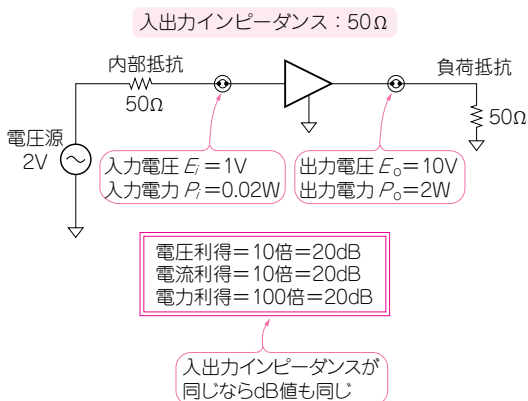 入出力インピーダンス：50Ω
内部抵抗
50Ω
負荷抵抗
50Ω
電圧源
2V
入力電圧 Ei＝1V
入力電力 Pi＝0.02W
出力電圧 Eo＝10V
出力電力 Po＝2W
電圧利得＝10倍＝20dB
電流利得＝10倍＝20dB
電力利得＝100倍＝20dB
入出力インピーダンスが
同じならdB値も同じ